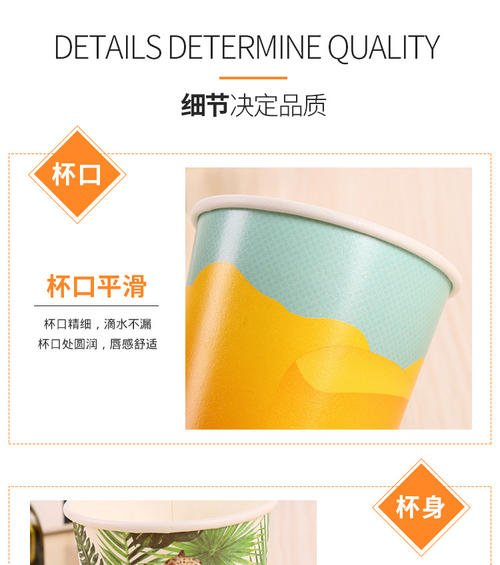 DETAILS DETERMINE QUALITY
细节决定品质
杯口
杯口平滑
杯口精细，滴水不漏
杯口处圆润，唇感舒适
杯身